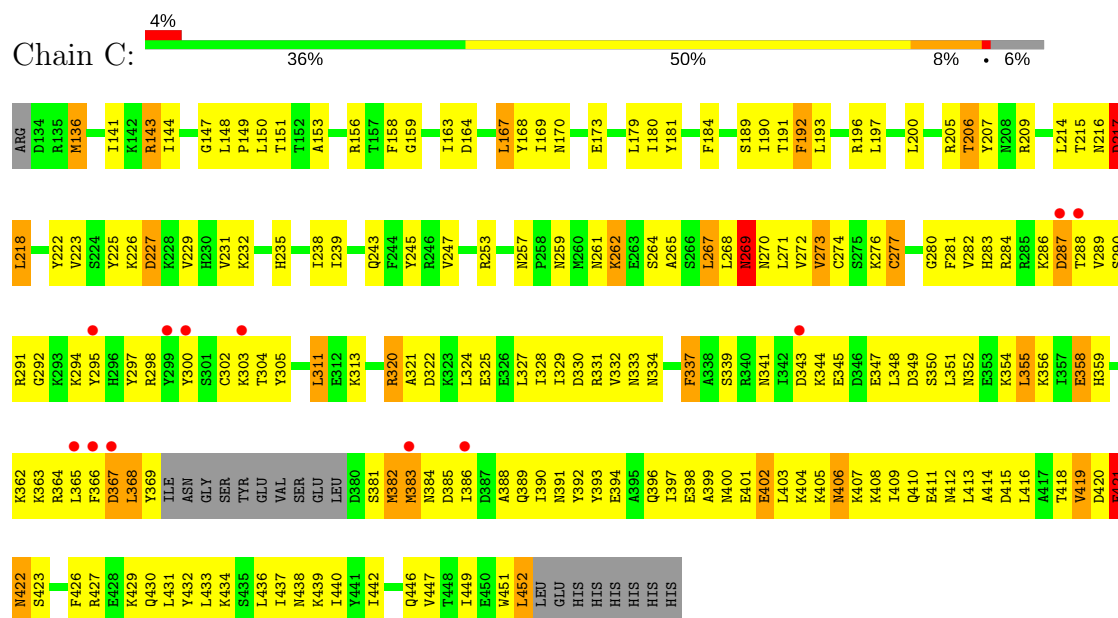 4%
Chain C:
36% 50% 8% • 6%
ARG D134 R135 M136 I141 K142 R143 I144 G147 L148 P149 L150 T151 T152 A153 R156 T157 F158 G159 I163 D164 L167 Y168 I169 N170 E173 L179 I180 Y181 F184 S189 I190 T191 F192 L193 R196 L197 L200 R205 T206 Y207 N208 R209 L214 T215 N216 D217
L218 Y222 V223 S224 Y225 K226 D227 K228 V229 H230 V231 K232 H235 I238 I239 Q243 F244 Y245 R246 V247 R253 N257 P258 N259 M260 N261 K262 E263 S264 A265 S266 L267 L268 N269 N270 L271 V272 V273 G274 S275 K276 C277 G280 F281 V282 H283 R284 R285 K286 D287 T288 V289 S290
R291 G292 K293 K294 Y295 H296 Y297 R298 Y299 Y300 S301 C302 K303 T304 Y305 L311 E312 K313 R320 A321 D322 K323 L324 E325 E326 L327 I328 I329 D330 R331 V332 N333 N334 F337 A338 S339 R340 N341 I342 D343 K344 E345 D346 E347 L348 D349 S350 L351 N352 E353 K354 L355 K356 I357 E358 H359
K362 K363 R364 L365 F366 D367 L368 Y369 ILE ASN GLY SER TYR GLU VAL SER GLU LEU D380 S381 K382 M383 N384 D385 I386 D387 A388 Q389 I390 N391 Y392 Y393 E394 A395 Q396 I397 E398 A399 N400 E401 E402 L403 K404 K405 N406 K407 K408 I409 Q410 E411 N412 L413 A414 D415 L416 A417 T418 V419 D420 F421
N422 S423 F426 R427 E428 K429 Q430 L431 Y432 L433 K434 S435 L436 I437 N438 K439 I440 Y441 I442 Q446 V447 T448 I449 E450 W451 L452 LEU GLU HIS HIS HIS HIS HIS HIS